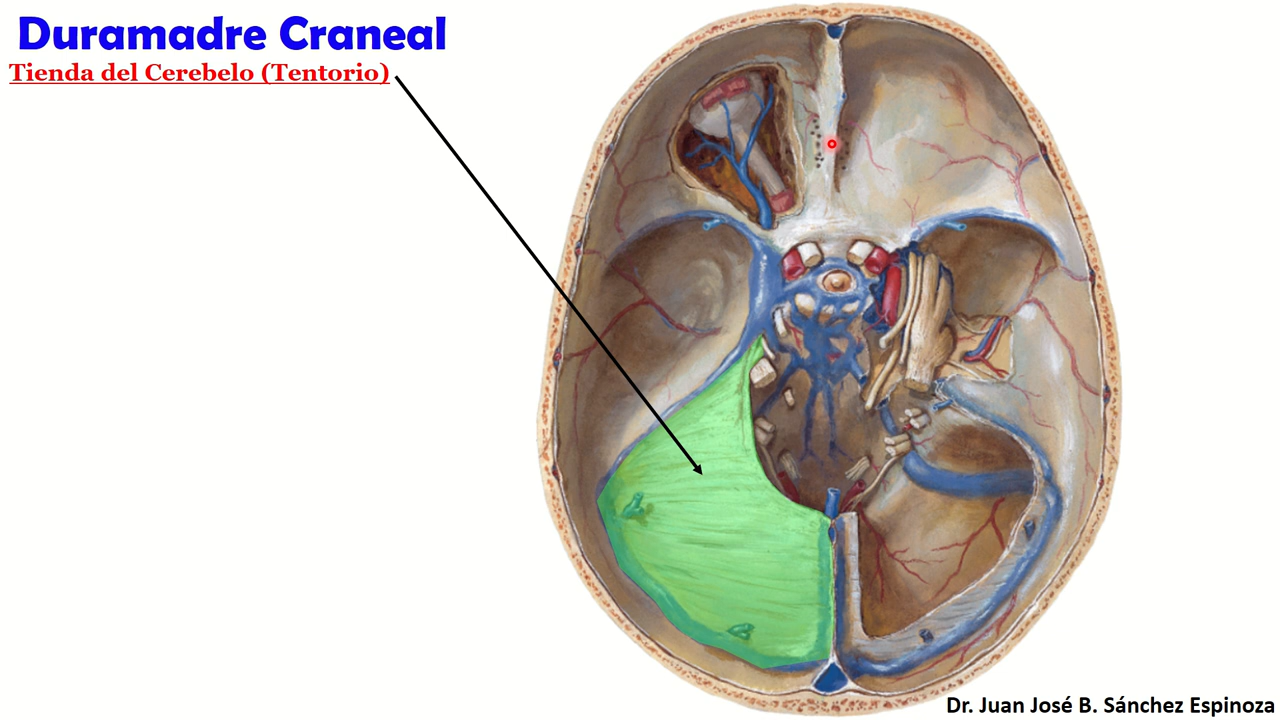 Duramadre Craneal
Tienda del Cerebelo (Tentorio)
Dr. Juan José B. Sánchez Espinoza